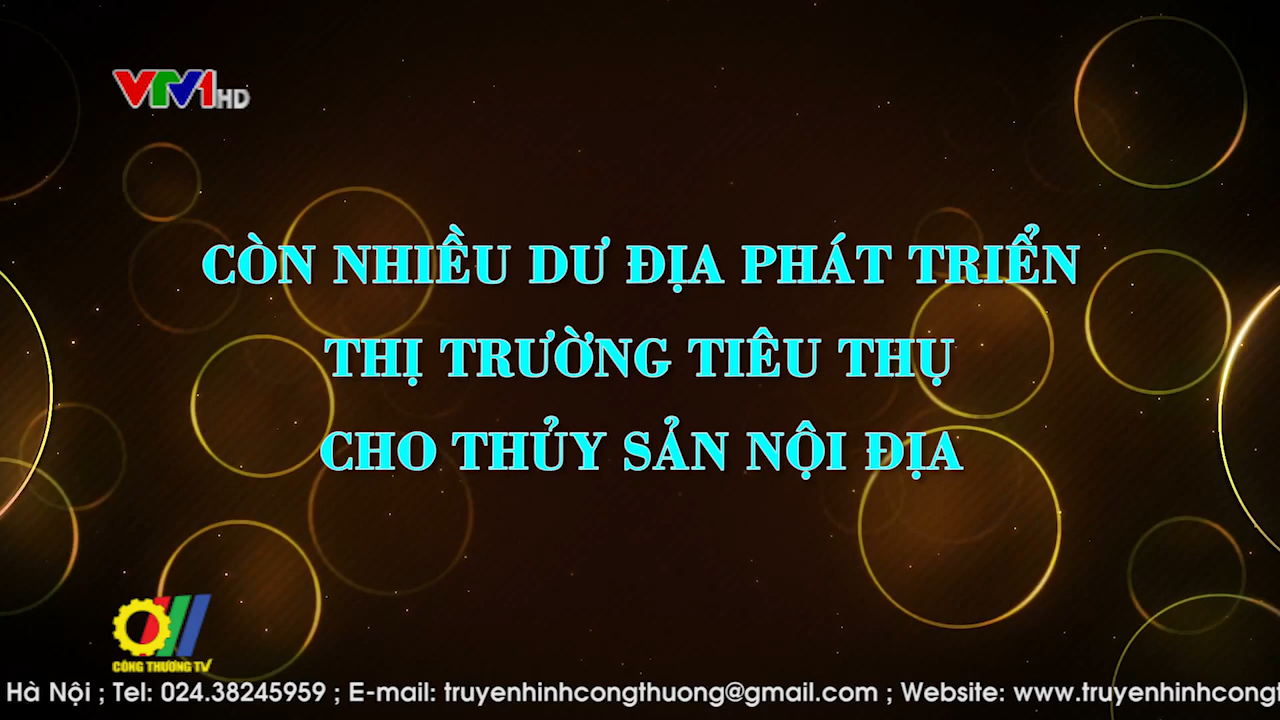 VTV1HD
CÒN NHIỀU DƯ ĐỊA PHÁT TRIỂN
THỊ TRƯỜNG TIÊU THỤ
CHO THỦY SẢN NỘI ĐỊA
CÔNG THƯƠNG TV
Hà Nội ; Tel: 024.38245959 ; E-mail: truyenhinhcongthuong@gmail.com ; Website: www.truyenhinhcongt